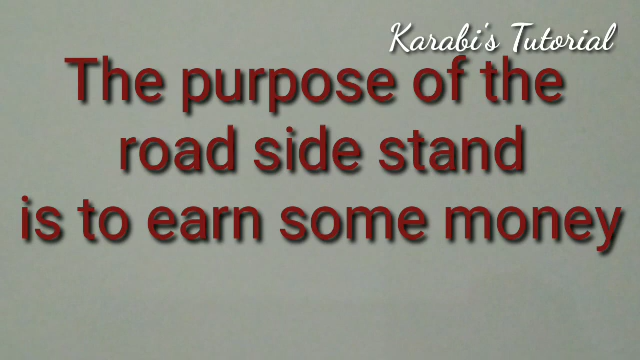 Karabi's Tutorial
The purpose of the
road side stand
is to earn some money